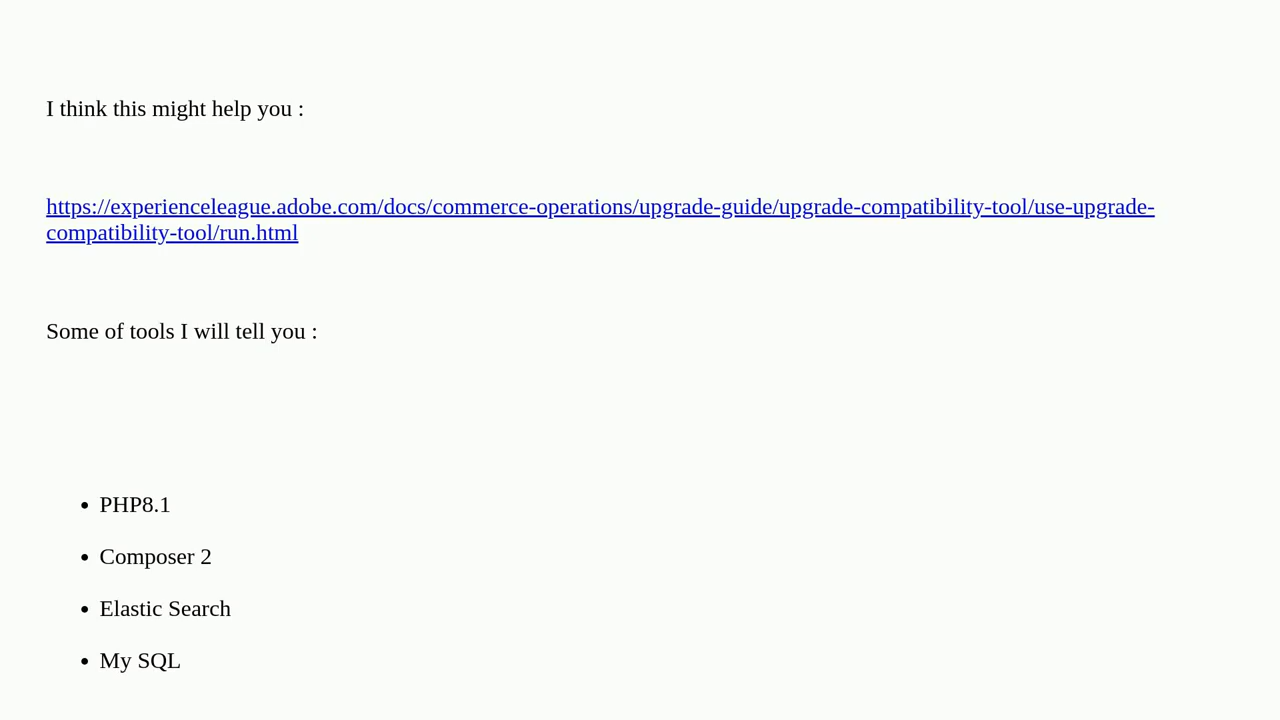 I think this might help you :
https://experienceleague.adobe.com/docs/commerce-operations/upgrade-guide/upgrade-compatibility-tool/use-upgrade-
compatibility-tool/run.html
Some of tools I will tell you :
• PHP8.1
• Composer 2
• Elastic Search
• My SQL